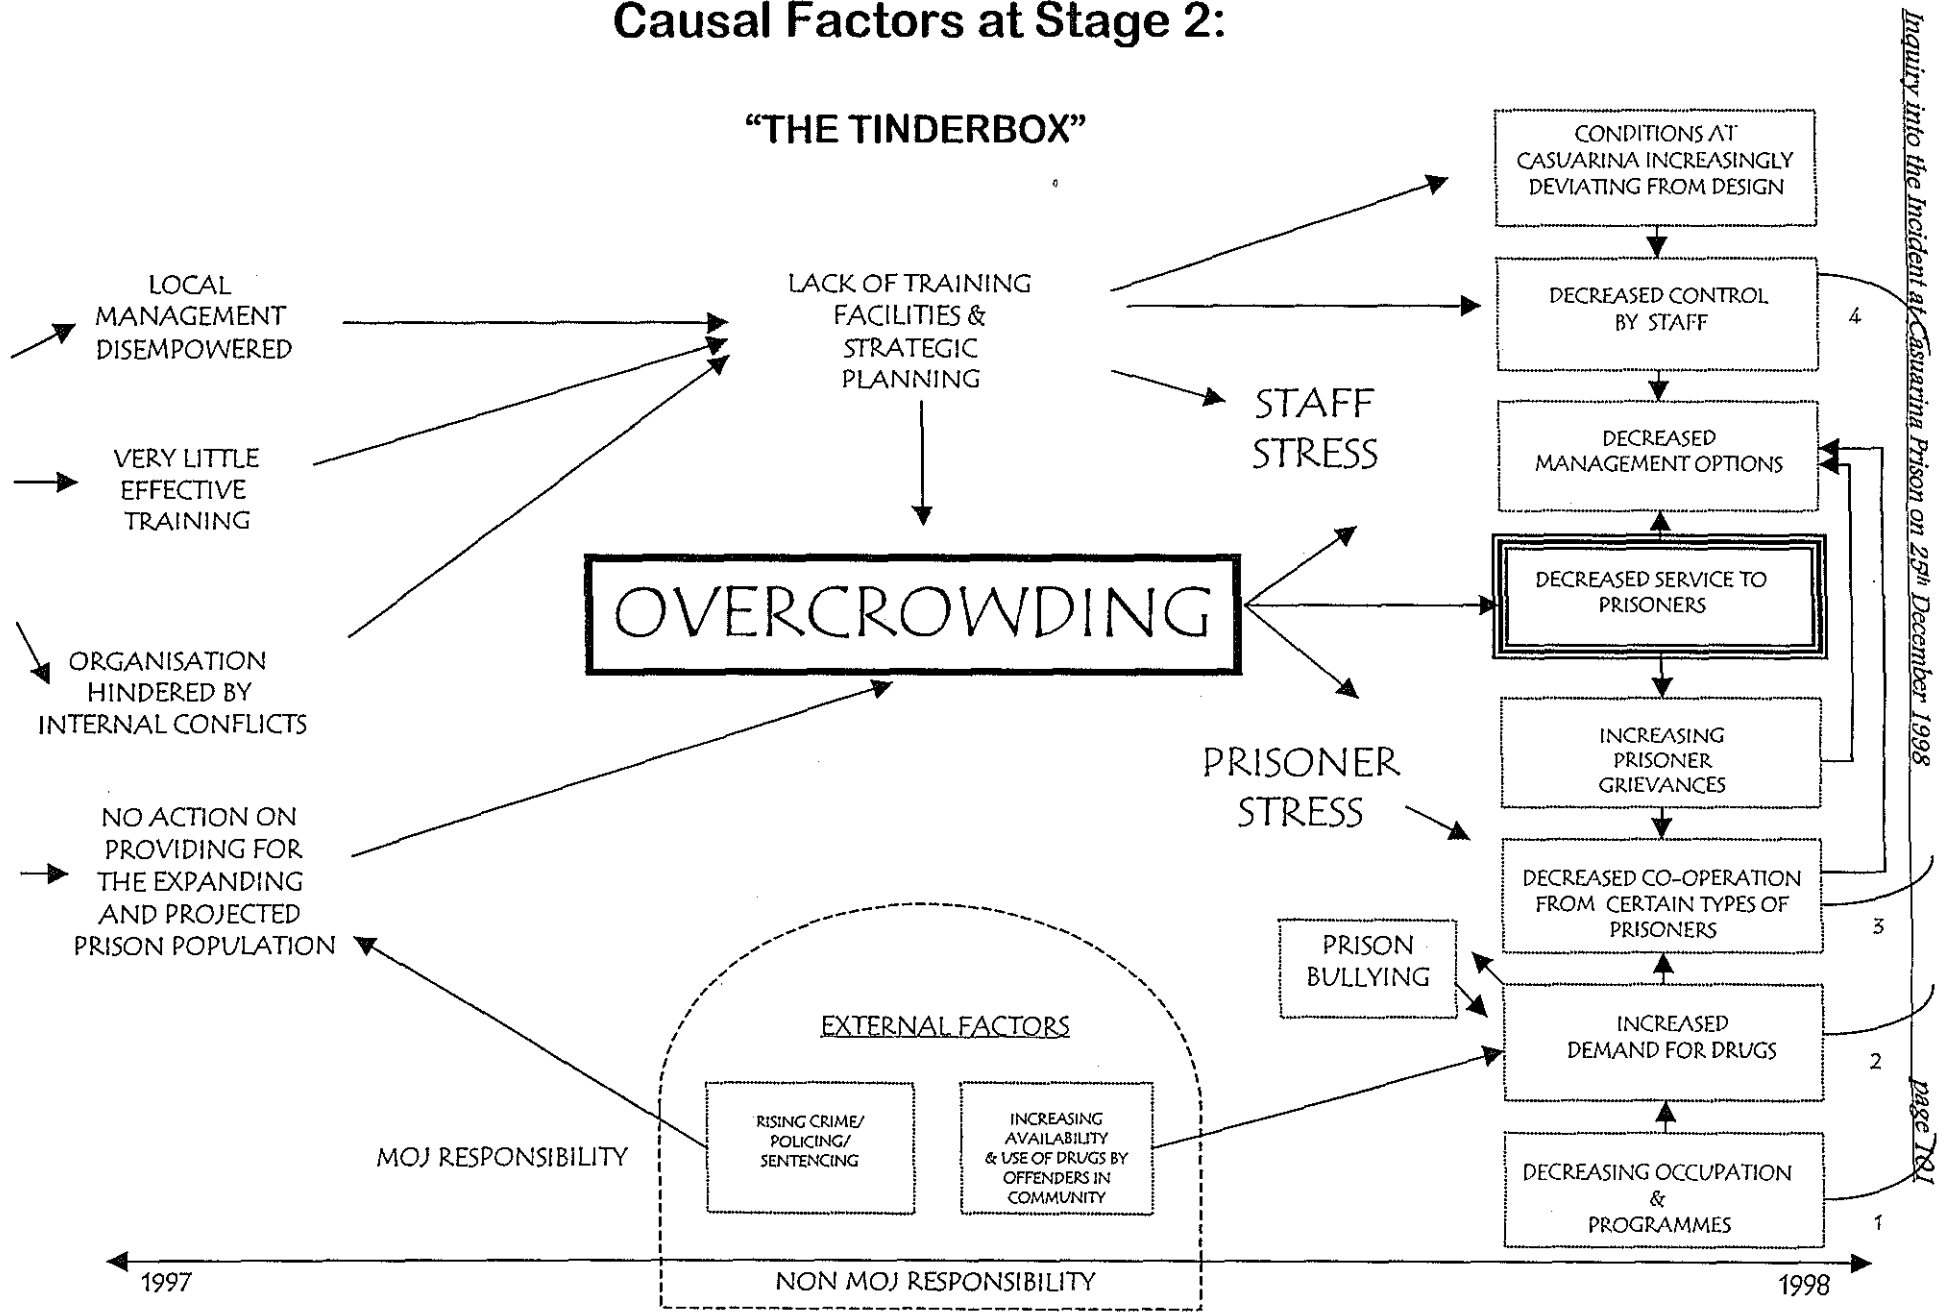 Causal Factors at Stage 2:
“THE TINDERBOX”
LOCAL
MANAGEMENT
DISEMPOWERED
VERY LITTLE
EFFECTIVE
TRAINING
ORGANISATION
HINDERED BY
INTERNAL CONFLICTS
NO ACTION ON
PROVIDING FOR
THE EXPANDING
AND PROJECTED
PRISON POPULATION
LACK OF TRAINING
FACILITIES &
STRATEGIC
PLANNING
OVERCROWDING
STAFF
STRESS
PRISONER
STRESS
CONDITIONS AT
CASUARINA INCREASINGLY
DEVIATING FROM DESIGN
DECREASED CONTROL
BY STAFF
4
DECREASED
MANAGEMENT OPTIONS
DECREASED SERVICE TO
PRISONERS
INCREASING
PRISONER
GRIEVANCES
DECREASED CO-OPERATION
FROM CERTAIN TYPES OF
PRISONERS
3
PRISON
BULLYING
INCREASED
DEMAND FOR DRUGS
2
DECREASING OCCUPATION
&
PROGRAMMES
1
EXTERNAL FACTORS
RISING CRIME/
POLICING/
SENTENCING
INCREASING
AVAILABILITY
& USE OF DRUGS BY
OFFENDERS IN
COMMUNITY
MOJ RESPONSIBILITY
NON MOJ RESPONSIBILITY
1997
1998
Inquiry into the Incident at Casuarina Prison on 25th December 1998
page 101